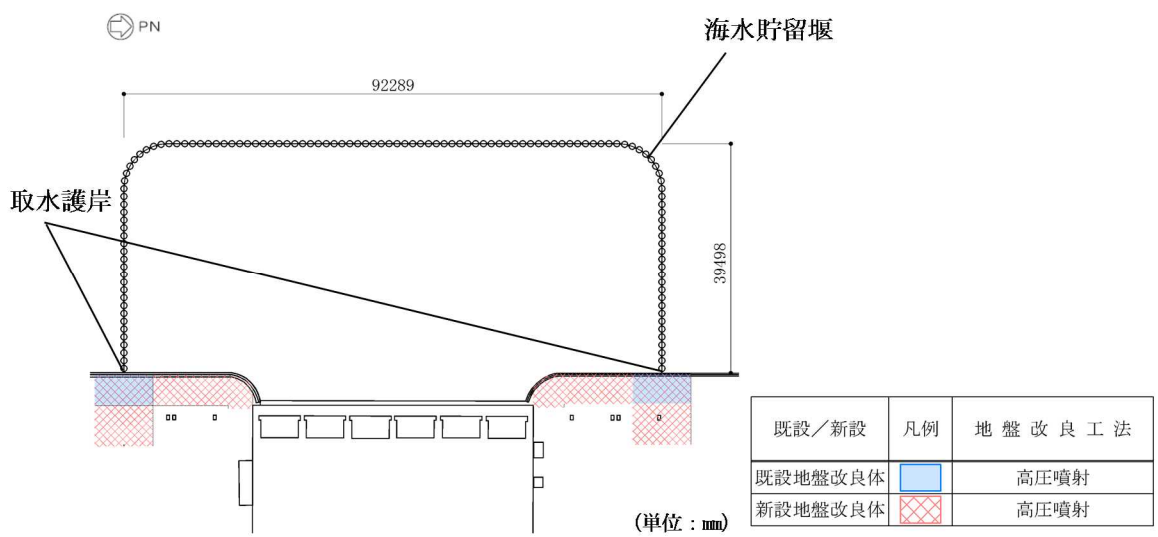 PN
海水貯留堰
92289
取水護岸
39498
既設／新設 凡例 地盤改良工法
既設地盤改良体 高圧噴射
新設地盤改良体 高圧噴射
(単位：㎜)